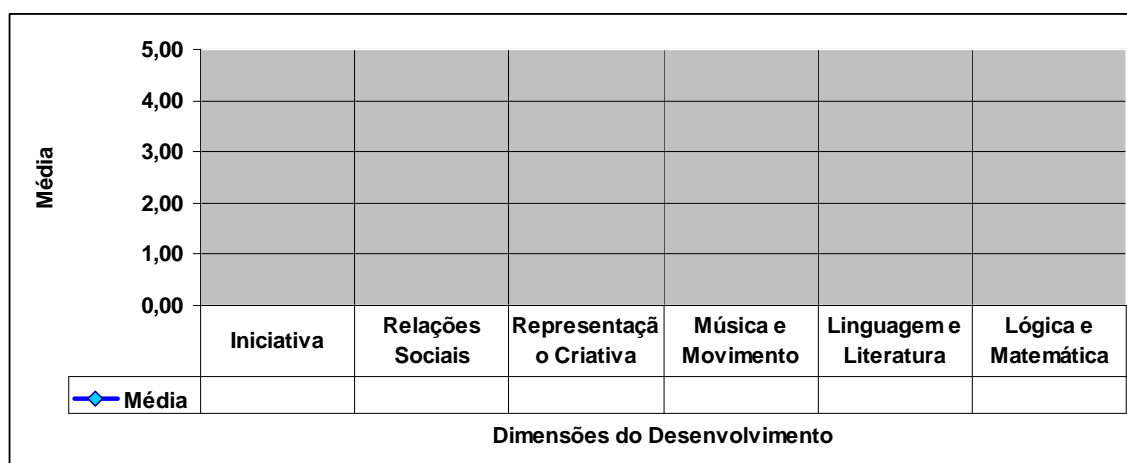 5,00
4,00
3,00
2,00
1,00
0,00
Média
Iniciativa
Relações
Sociais
Representaçã
o Criativa
Música e
Movimento
Linguagem e
Literatura
Lógica e
Matemática
Média
Dimensões do Desenvolvimento